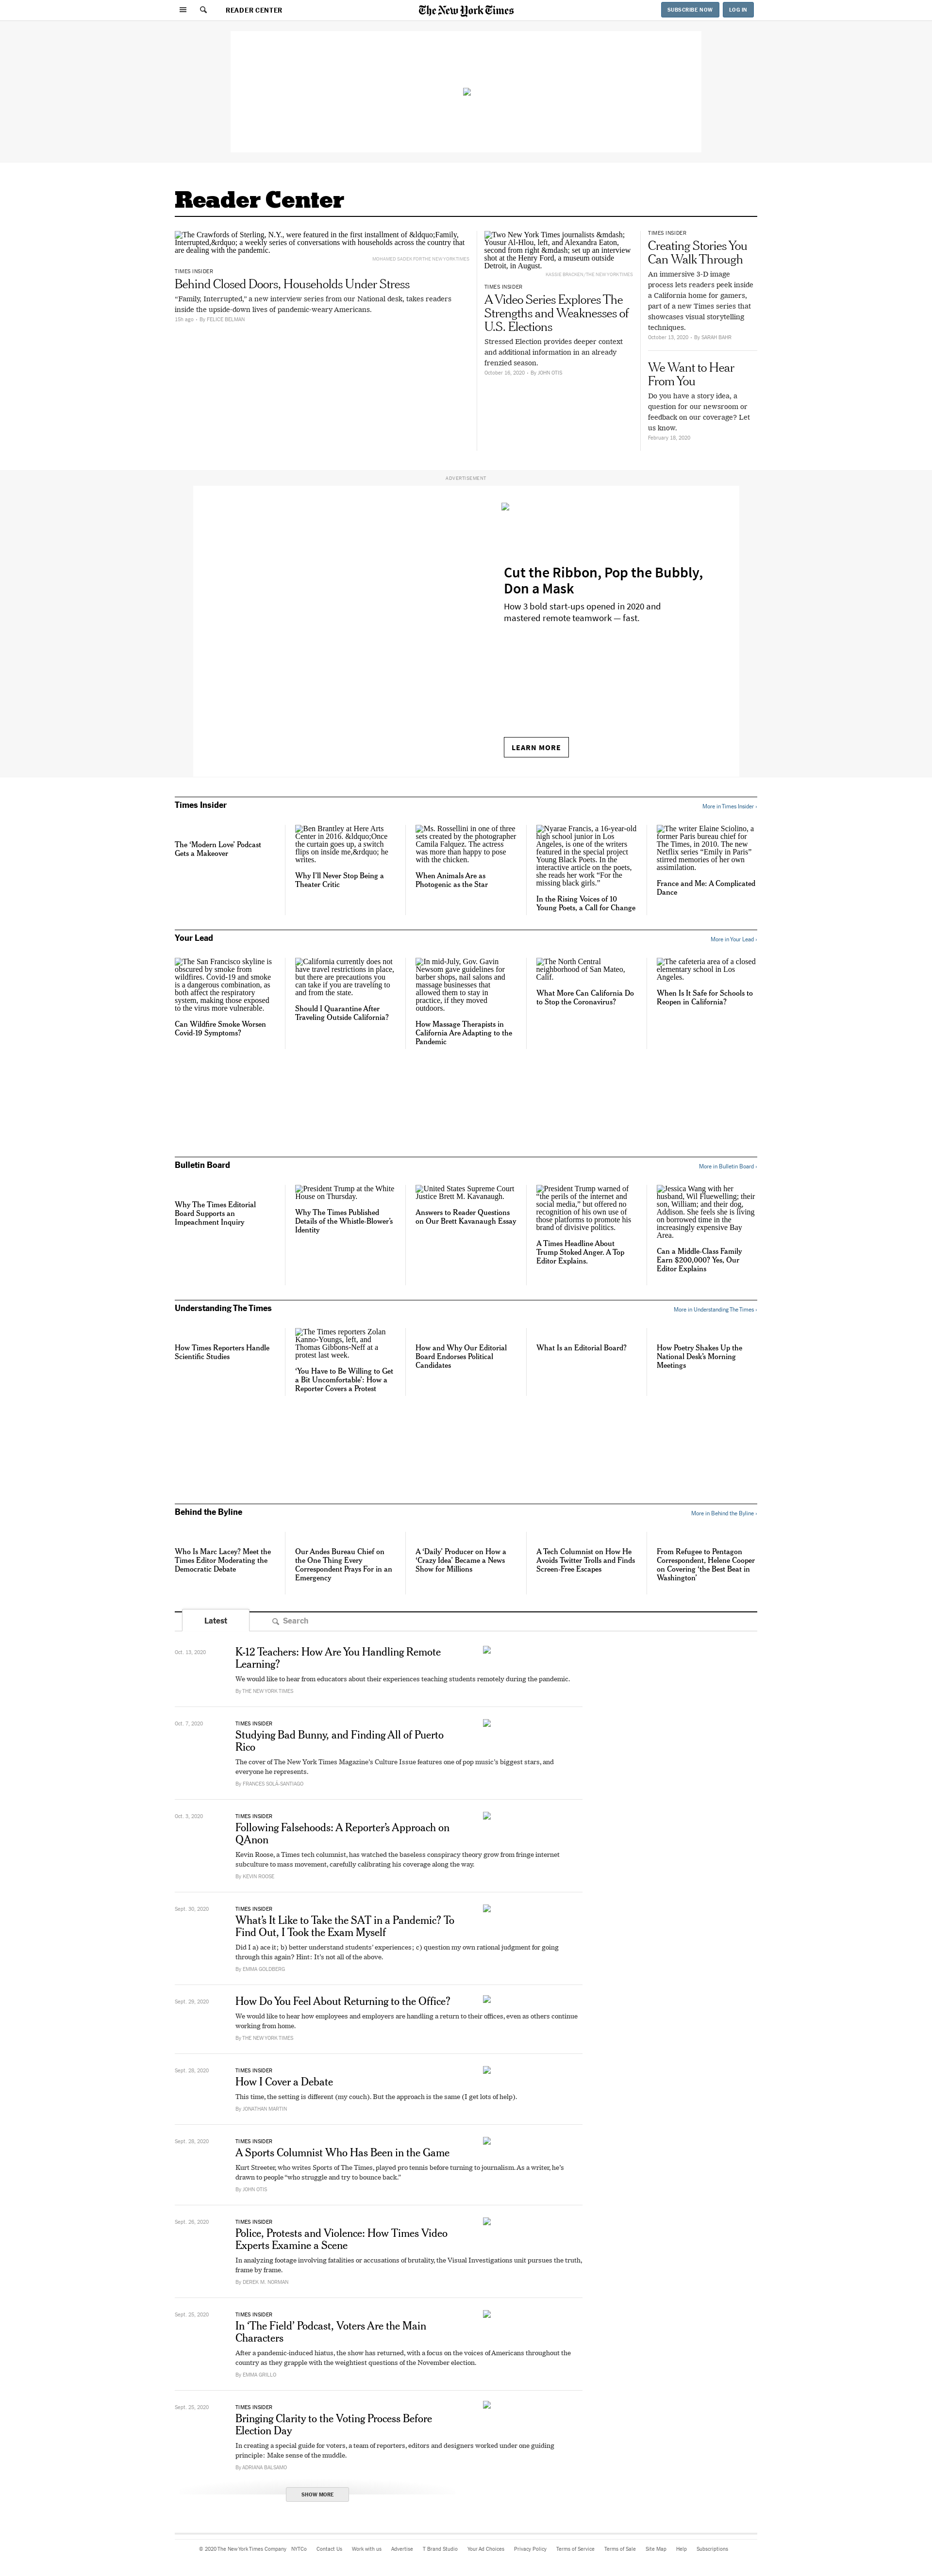 READER CENTER
The New York Times
SUBSCRIBE NOW
LOG IN
Reader Center
The Crawfords of Sterling, N.Y., were featured in the first installment of &ldquo;Family,
Interrupted,&rdquo; a weekly series of conversations with households across the country that
are dealing with the pandemic.
MOHAMED SADEK FOR THE NEW YORK TIMES
TIMES INSIDER
Behind Closed Doors, Households Under Stress
“Family, Interrupted,” a new interview series from our National desk, takes readers
inside the upside-down lives of pandemic-weary Americans.
15h ago - By FELICE BELMAN
Two New York Times journalists &mdash;
Yousur Al-Hlou, left, and Alexandra Eaton,
second from right &mdash; set up an interview
shot at the Henry Ford, a museum outside
Detroit, in August.
KASSIE BRACKEN/THE NEW YORK TIMES
TIMES INSIDER
A Video Series Explores The
Strengths and Weaknesses of
U.S. Elections
Stressed Election provides deeper context
and additional information in an already
frenzied season.
October 16, 2020 - By JOHN OTIS
TIMES INSIDER
Creating Stories You
Can Walk Through
An immersive 3-D image
process lets readers peek inside
a California home for gamers,
part of a new Times series that
showcases visual storytelling
techniques.
October 13, 2020 - By SARAH BAHR
We Want to Hear
From You
Do you have a story idea, a
question for our newsroom or
feedback on our coverage? Let
us know.
February 18, 2020
ADVERTISEMENT
Cut the Ribbon, Pop the Bubbly,
Don a Mask
How 3 bold start-ups opened in 2020 and
mastered remote teamwork — fast.
LEARN MORE
Times Insider
More in Times Insider ›
The ‘Modern Love’ Podcast
Gets a Makeover
Ben Brantley at Here Arts
Center in 2016. &ldquo;Once
the curtain goes up, a switch
flips on inside me,&rdquo; he
writes.
Why I’ll Never Stop Being a
Theater Critic
Ms. Rossellini in one of three
sets created by the photographer
Camila Falquez. The actress
was more than happy to pose
with the chicken.
When Animals Are as
Photogenic as the Star
Nyarae Francis, a 16-year-old
high school junior in Los
Angeles, is one of the writers
featured in the special project
Young Black Poets. In the
interactive article on the poets,
she reads her work “For the
missing black girls.”
In the Rising Voices of 10
Young Poets, a Call for Change
The writer Elaine Sciolino, a
former Paris bureau chief for
The Times, in 2010. The new
Netflix series “Emily in Paris”
stirred memories of her own
assimilation.
France and Me: A Complicated
Dance
Your Lead
More in Your Lead ›
The San Francisco skyline is
obscured by smoke from
wildfires. Covid-19 and smoke
is a dangerous combination, as
both affect the respiratory
system, making those exposed
to the virus more vulnerable.
Can Wildfire Smoke Worsen
Covid-19 Symptoms?
California currently does not
have travel restrictions in place,
but there are precautions you
can take if you are traveling to
and from the state.
Should I Quarantine After
Traveling Outside California?
In mid-July, Gov. Gavin
Newsom gave guidelines for
barber shops, nail salons and
massage businesses that
allowed them to stay in
practice, if they moved
outdoors.
How Massage Therapists in
California Are Adapting to the
Pandemic
The North Central
neighborhood of San Mateo,
Calif.
What More Can California Do
to Stop the Coronavirus?
The cafeteria area of a closed
elementary school in Los
Angeles.
When Is It Safe for Schools to
Reopen in California?
Bulletin Board
More in Bulletin Board ›
Why The Times Editorial
Board Supports an
Impeachment Inquiry
President Trump at the White
House on Thursday.
Why The Times Published
Details of the Whistle-Blower’s
Identity
United States Supreme Court
Justice Brett M. Kavanaugh.
Answers to Reader Questions
on Our Brett Kavanaugh Essay
President Trump warned of
“the perils of the internet and
social media,” but offered no
recognition of his own use of
those platforms to promote his
brand of divisive politics.
A Times Headline About
Trump Stoked Anger. A Top
Editor Explains.
Jessica Wang with her
husband, Wil Fluewelling; their
son, William; and their dog,
Addison. She feels she is living
on borrowed time in the
increasingly expensive Bay
Area.
Can a Middle-Class Family
Earn $200,000? Yes, Our
Editor Explains
Understanding The Times
More in Understanding The Times ›
How Times Reporters Handle
Scientific Studies
The Times reporters Zolan
Kanno-Youngs, left, and
Thomas Gibbons-Neff at a
protest last week.
‘You Have to Be Willing to Get
a Bit Uncomfortable’: How a
Reporter Covers a Protest
How and Why Our Editorial
Board Endorses Political
Candidates
What Is an Editorial Board?
How Poetry Shakes Up the
National Desk’s Morning
Meetings
Behind the Byline
More in Behind the Byline ›
Who Is Marc Lacey? Meet the
Times Editor Moderating the
Democratic Debate
Our Andes Bureau Chief on
the One Thing Every
Correspondent Prays For in an
Emergency
A ‘Daily’ Producer on How a
‘Crazy Idea’ Became a News
Show for Millions
A Tech Columnist on How He
Avoids Twitter Trolls and Finds
Screen-Free Escapes
From Refugee to Pentagon
Correspondent, Helene Cooper
on Covering ‘the Best Beat in
Washington’
Latest
Search
Oct. 13, 2020
K-12 Teachers: How Are You Handling Remote
Learning?
We would like to hear from educators about their experiences teaching students remotely during the pandemic.
By THE NEW YORK TIMES
Oct. 7, 2020
TIMES INSIDER
Studying Bad Bunny, and Finding All of Puerto
Rico
The cover of The New York Times Magazine’s Culture Issue features one of pop music’s biggest stars, and
everyone he represents.
By FRANCES SOLÁ-SANTIAGO
Oct. 3, 2020
TIMES INSIDER
Following Falsehoods: A Reporter’s Approach on
QAnon
Kevin Roose, a Times tech columnist, has watched the baseless conspiracy theory grow from fringe internet
subculture to mass movement, carefully calibrating his coverage along the way.
By KEVIN ROOSE
Sept. 30, 2020
TIMES INSIDER
What’s It Like to Take the SAT in a Pandemic? To
Find Out, I Took the Exam Myself
Did I a) ace it; b) better understand students’ experiences; c) question my own rational judgment for going
through this again? Hint: It’s not all of the above.
By EMMA GOLDBERG
Sept. 29, 2020
How Do You Feel About Returning to the Office?
We would like to hear how employees and employers are handling a return to their offices, even as others continue
working from home.
By THE NEW YORK TIMES
Sept. 28, 2020
TIMES INSIDER
How I Cover a Debate
This time, the setting is different (my couch). But the approach is the same (I get lots of help).
By JONATHAN MARTIN
Sept. 28, 2020
TIMES INSIDER
A Sports Columnist Who Has Been in the Game
Kurt Streeter, who writes Sports of The Times, played pro tennis before turning to journalism. As a writer, he’s
drawn to people “who struggle and try to bounce back.”
By JOHN OTIS
Sept. 26, 2020
TIMES INSIDER
Police, Protests and Violence: How Times Video
Experts Examine a Scene
In analyzing footage involving fatalities or accusations of brutality, the Visual Investigations unit pursues the truth,
frame by frame.
By DEREK M. NORMAN
Sept. 25, 2020
TIMES INSIDER
In ‘The Field’ Podcast, Voters Are the Main
Characters
After a pandemic-induced hiatus, the show has returned, with a focus on the voices of Americans throughout the
country as they grapple with the weightiest questions of the November election.
By EMMA GRILLO
Sept. 25, 2020
TIMES INSIDER
Bringing Clarity to the Voting Process Before
Election Day
In creating a special guide for voters, a team of reporters, editors and designers worked under one guiding
principle: Make sense of the muddle.
By ADRIANA BALSAMO
SHOW MORE
© 2020 The New York Times Company NYTCo Contact Us Work with us Advertise T Brand Studio Your Ad Choices Privacy Policy Terms of Service Terms of Sale Site Map Help Subscriptions